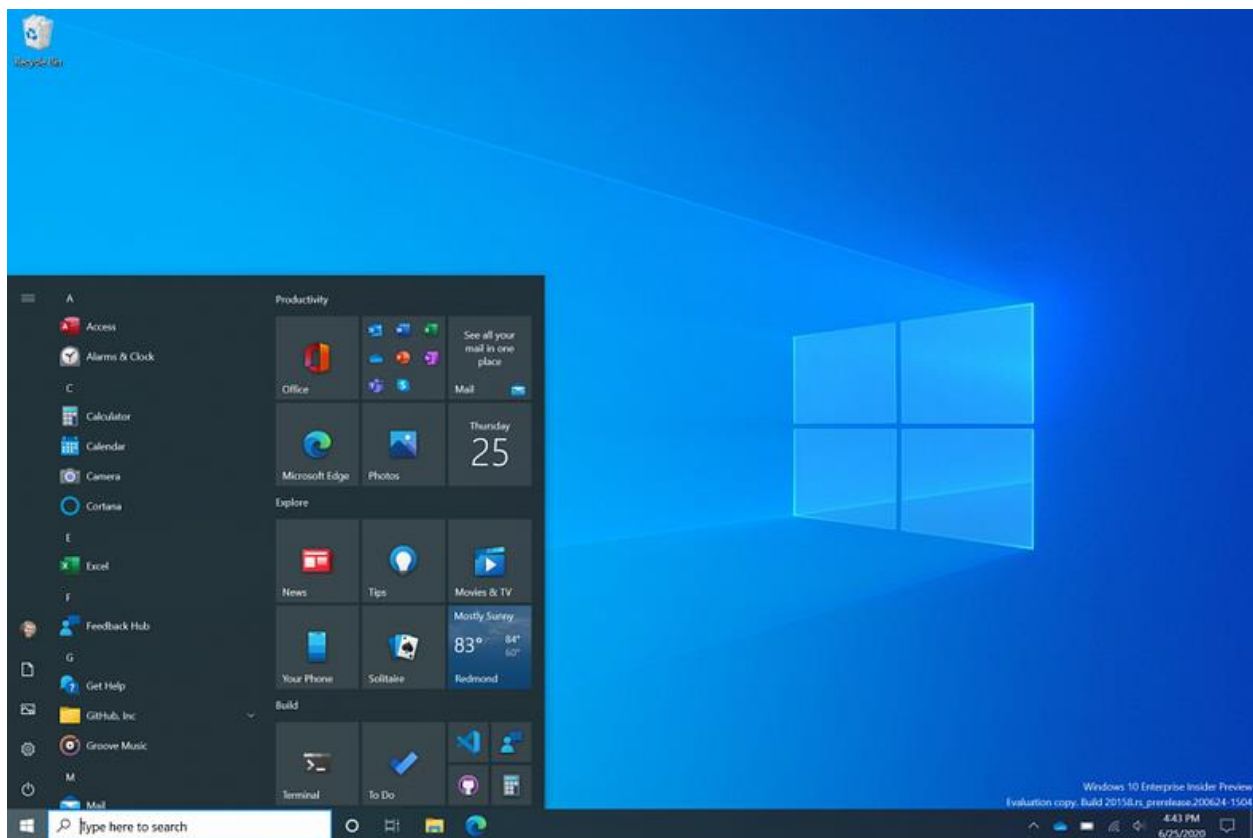 Recycle Bin
A
Access
Alarms & Clock
C
Calculator
Calendar
Camera
Cortana
E
Excel
F
Feedback Hub
G
Get Help
GitHub, Inc
Groove Music
M
Mail
Productivity
Office
See all your
mail in one
place
Mail
Microsoft Edge
Photos
Thursday
25
Explore
News
Tips
Movies & TV
Your Phone
Solitaire
Mostly Sunny
83°
84°
60°
Redmond
Build
Terminal
To Do
Windows 10 Enterprise Insider Preview
Evaluation copy. Build 20158.rs_prerelease.200624-1504
Type here to search
4:43 PM
6/25/2020